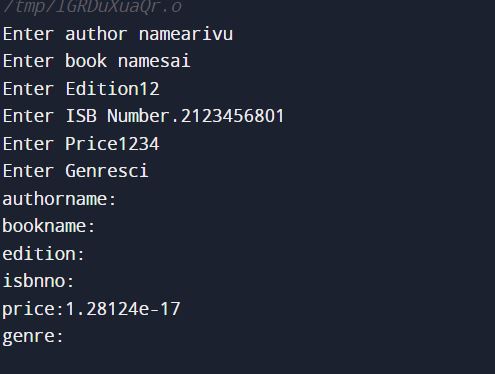 /tmp/IGRDuXuaQr.o
Enter author namearivu
Enter book namesai
Enter Edition12
Enter ISB Number.2123456801
Enter Price1234
Enter Genresci
authorname:
bookname:
edition:
isbnno:
price:1.28124e-17
genre: